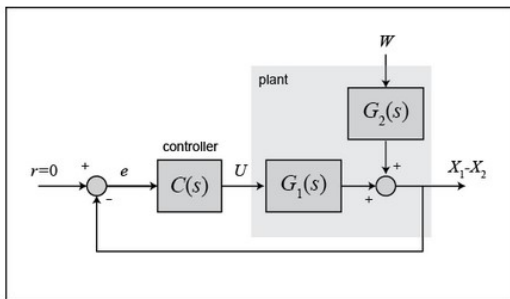 W
plant
G₂(s)
controller
r=0
+
e
−
C(s)
U
G₁(s)
+
+
X₁-X₂